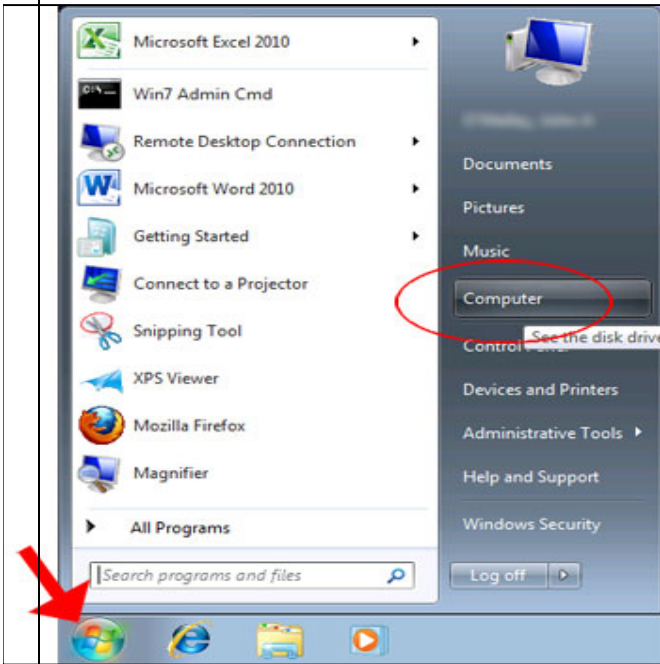 Microsoft Excel 2010
Win7 Admin Cmd
Remote Desktop Connection
Microsoft Word 2010
Getting Started
Connect to a Projector
Snipping Tool
XPS Viewer
Mozilla Firefox
Magnifier
All Programs
Search programs and files
Documents
Pictures
Music
Computer
See the disk drive
Control
Devices and Printers
Administrative Tools
Help and Support
Windows Security
Log off